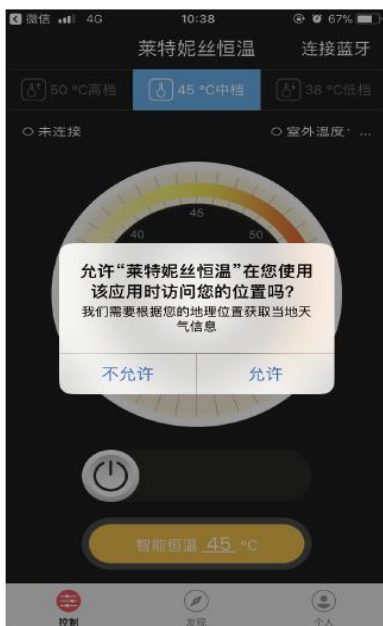 微信 4G 10:38 67%
莱特妮丝恒温 连接蓝牙
50 °C高档 45 °C中档 38 °C低档
未连接 室外温度: ...
45
40 50
允许“莱特妮丝恒温”在您使用
该应用时访问您的位置吗?
我们需要根据您的地理位置获取当地天
气信息
不允许 允许
智能恒温 45 °C
控制 发现 个人